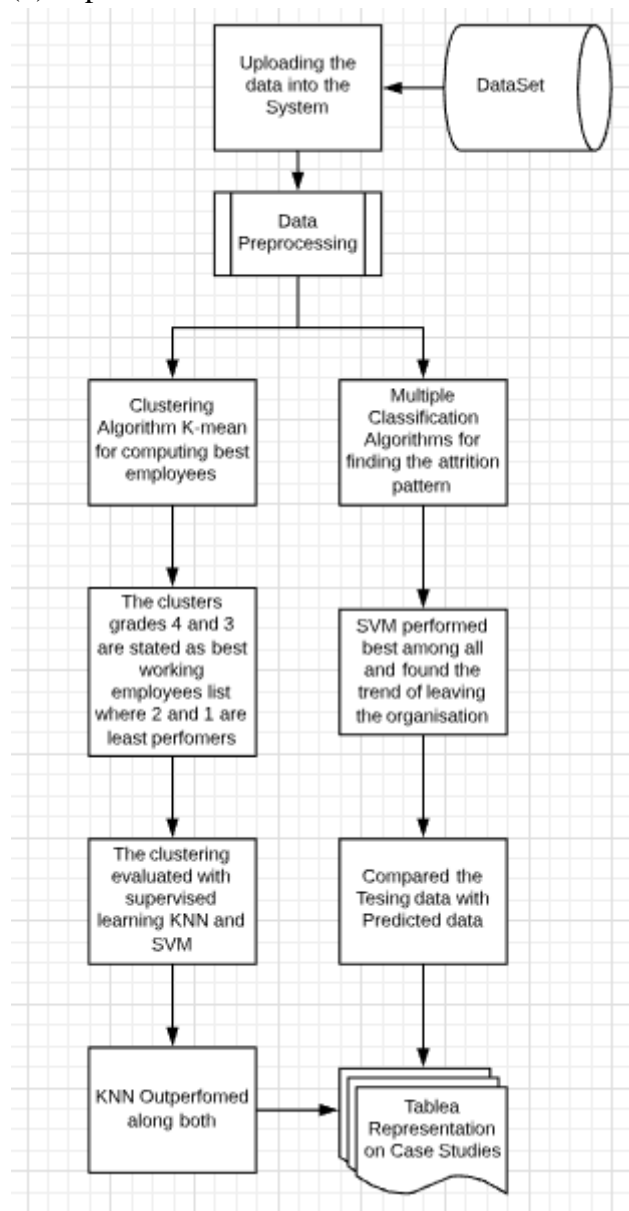 Uploading the
data into the
System
DataSet
Data
Preprocessing
Clustering
Algorithm K-mean
for computing best
employees
Multiple
Classification
Algorithms for
finding the attrition
pattern
The clusters
grades 4 and 3
are stated as best
working
employees list
where 2 and 1 are
least perfomers
SVM performed
best among all
and found the
trend of leaving
the organisation
The clustering
evaluated with
supervised
learning KNN and
SVM
Compared the
Tesing data with
Predicted data
KNN Outperfomed
along both
Tablea
Representation
on Case Studies